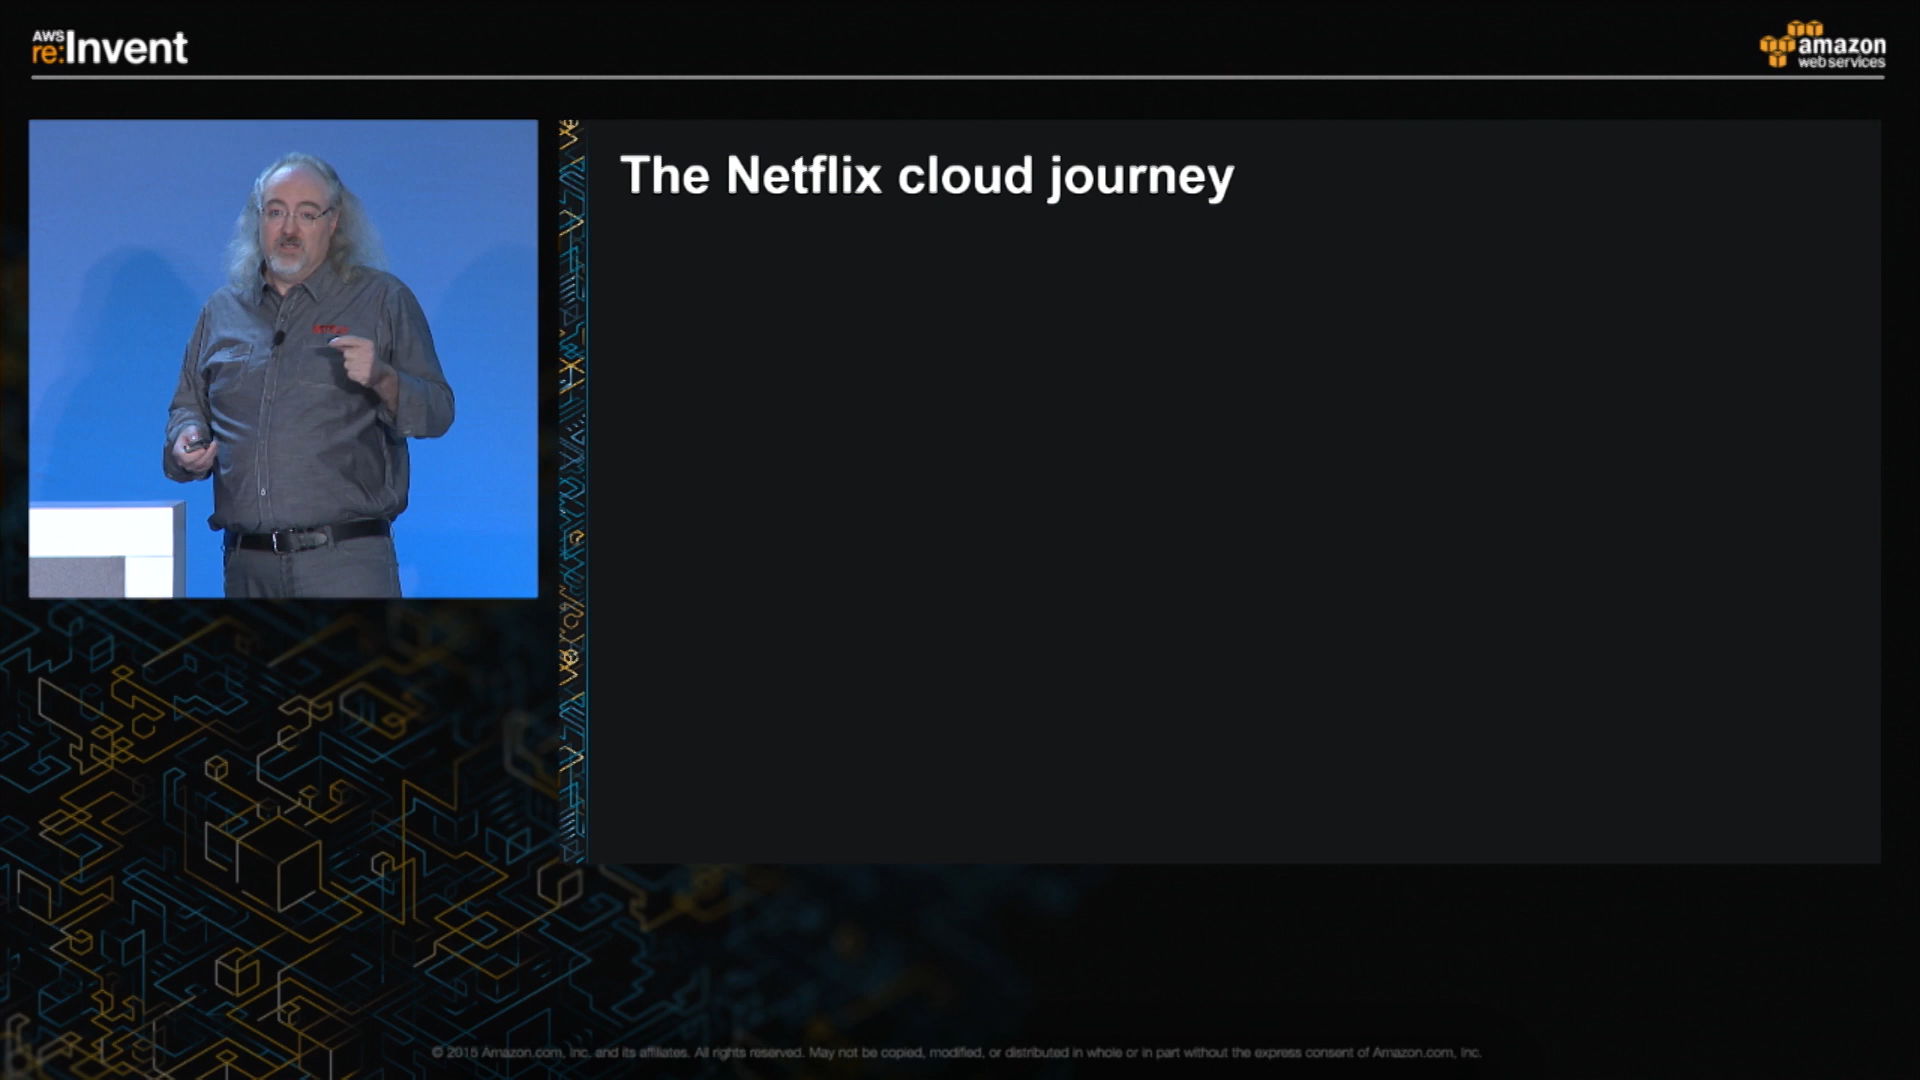 AWS
re:Invent
amazon
web services
The Netflix cloud journey
© 2015 Amazon.com, Inc. and its affiliates. All rights reserved. May not be copied, modified, or distributed in whole or in part without the express consent of Amazon.com, Inc.